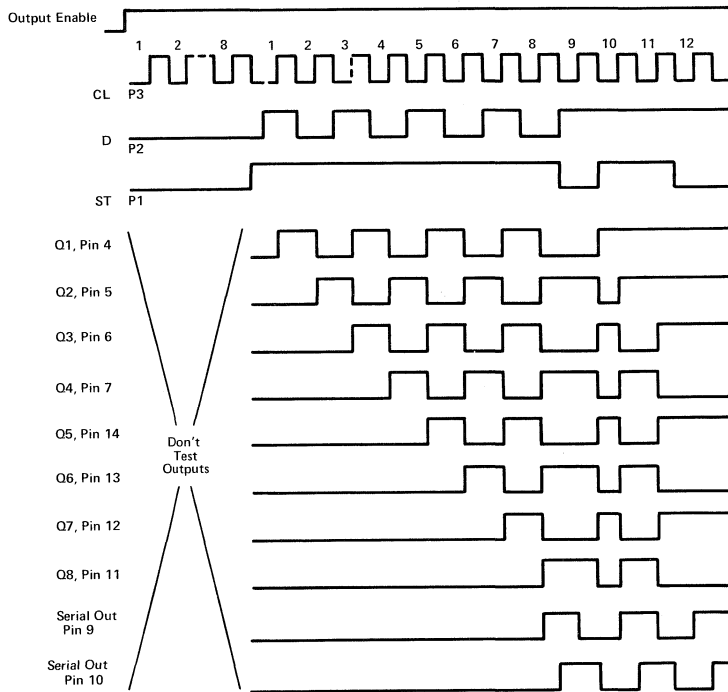 Output Enable
1 2 8 1 2 3 4 5 6 7 8 9 10 11 12
CL P3
D P2
ST P1
Q1, Pin 4
Q2, Pin 5
Q3, Pin 6
Q4, Pin 7
Q5, Pin 14
Don't
Test
Outputs
Q6, Pin 13
Q7, Pin 12
Q8, Pin 11
Serial Out
Pin 9
Serial Out
Pin 10